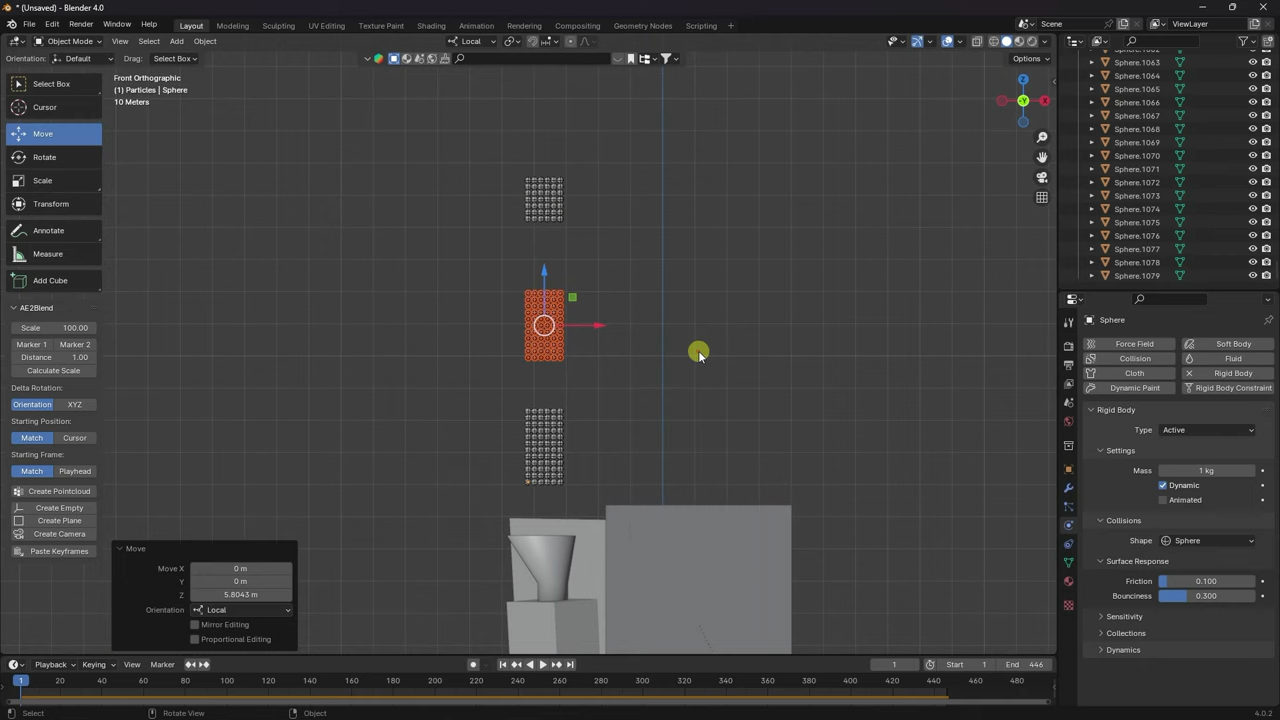 * (Unsaved) - Blender 4.0
File Edit Render Window Help Layout Modeling Sculpting UV Editing Texture Paint Shading Animation Rendering Compositing Geometry Nodes Scripting + Scene ViewLayer
Object Mode View Select Add Object Local
Orientation: Default Drag: Select Box Options
Front Orthographic
(1) Particles | Sphere
10 Meters
Select Box
Cursor
Move
Rotate
Scale
Transform
Annotate
Measure
Add Cube
AE2Blend
Scale 100.00
Marker 1 Marker 2
Distance 1.00
Calculate Scale
Delta Rotation:
Orientation XYZ
Starting Position:
Match Cursor
Starting Frame:
Match Playhead
Create Pointcloud
Create Empty
Create Plane
Create Camera
Paste Keyframes
Move
Move X 0 m
Y 0 m
Z 5.8043 m
Orientation Local
Mirror Editing
Proportional Editing
Z
Y
X
Sphere.1063
Sphere.1064
Sphere.1065
Sphere.1066
Sphere.1067
Sphere.1068
Sphere.1069
Sphere.1070
Sphere.1071
Sphere.1072
Sphere.1073
Sphere.1074
Sphere.1075
Sphere.1076
Sphere.1077
Sphere.1078
Sphere.1079
Sphere
Force Field Soft Body
Collision Fluid
Cloth Rigid Body
Dynamic Paint Rigid Body Constraint
Rigid Body
Type Active
Settings
Mass 1 kg
Dynamic
Animated
Collisions
Shape Sphere
Surface Response
Friction 0.100
Bounciness 0.300
Sensitivity
Collections
Dynamics
Playback Keying View Marker 1 Start 1 End 446
1 20 40 60 80 100 120 140 160 180 200 220 240 260 280 300 320 340 360 380 400 420 440 460 480
Select Rotate View Object 4.0.2